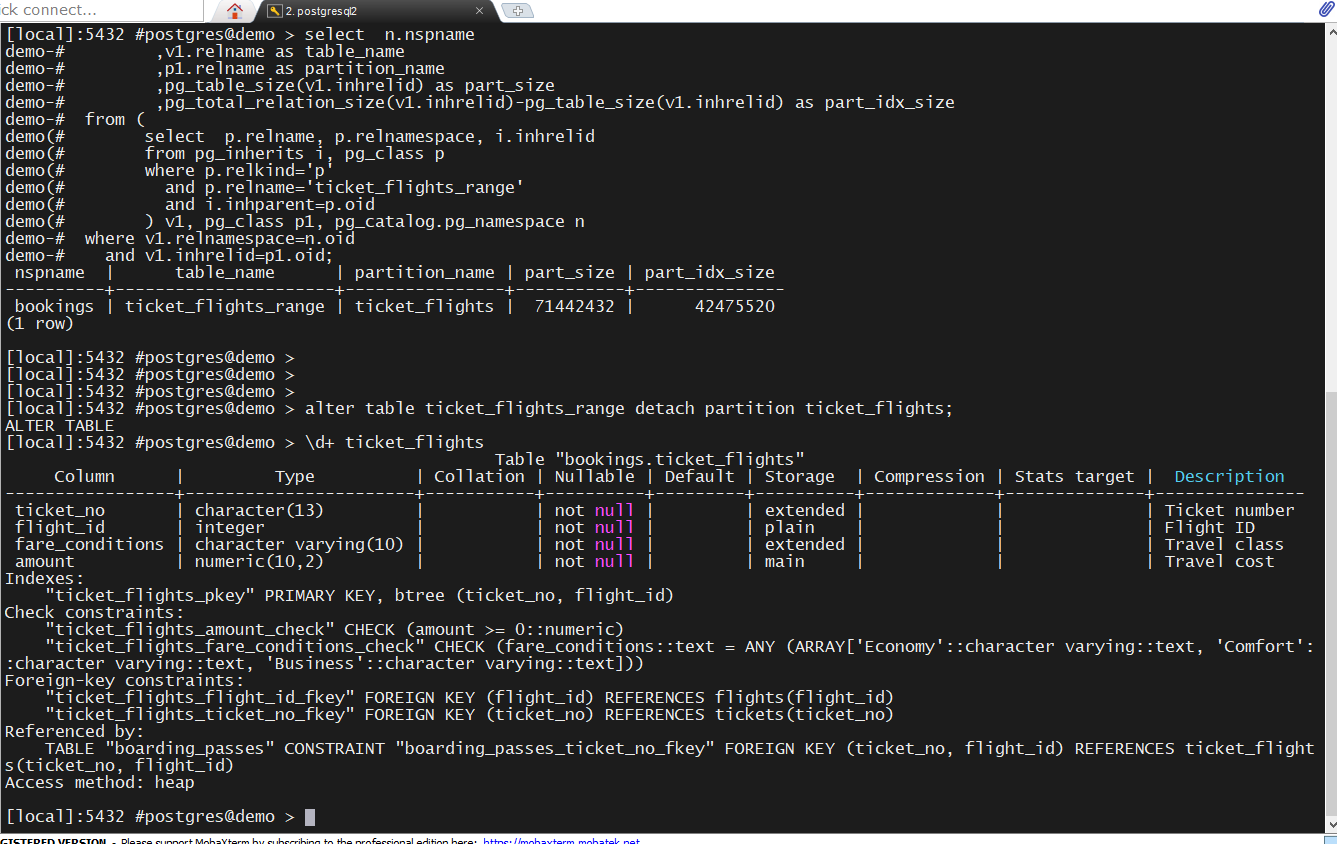 ck connect...
2. postgresql2
[local]:5432 #postgres@demo > select  n.nspname
demo-#         ,v1.relname as table_name
demo-#         ,p1.relname as partition_name
demo-#         ,pg_table_size(v1.inhrelid) as part_size
demo-#         ,pg_total_relation_size(v1.inhrelid)-pg_table_size(v1.inhrelid) as part_idx_size
demo-#  from (
demo(#        select  p.relname, p.relnamespace, i.inhrelid
demo(#        from pg_inherits i, pg_class p
demo(#        where p.relkind='p'
demo(#          and p.relname='ticket_flights_range'
demo(#          and i.inhparent=p.oid
demo(#        ) v1, pg_class p1, pg_catalog.pg_namespace n
demo-#  where v1.relnamespace=n.oid
demo-#    and v1.inhrelid=p1.oid;
 nspname  |      table_name      | partition_name | part_size | part_idx_size
----------+----------------------+----------------+-----------+---------------
 bookings | ticket_flights_range | ticket_flights |  71442432 |      42475520
(1 row)
[local]:5432 #postgres@demo >
[local]:5432 #postgres@demo >
[local]:5432 #postgres@demo >
[local]:5432 #postgres@demo > alter table ticket_flights_range detach partition ticket_flights;
ALTER TABLE
[local]:5432 #postgres@demo > \d+ ticket_flights
Table "bookings.ticket_flights"
     Column      |         Type          | Collation | Nullable | Default | Storage  | Compression | Stats target |  Description
-----------------+-----------------------+-----------+----------+---------+----------+-------------+--------------+---------------
 ticket_no       | character(13)         |           | not null |         | extended |             |              | Ticket number
 flight_id       | integer               |           | not null |         | plain    |             |              | Flight ID
 fare_conditions | character varying(10) |           | not null |         | extended |             |              | Travel class
 amount          | numeric(10,2)         |           | not null |         | main     |             |              | Travel cost
Indexes:
    "ticket_flights_pkey" PRIMARY KEY, btree (ticket_no, flight_id)
Check constraints:
    "ticket_flights_amount_check" CHECK (amount >= 0::numeric)
    "ticket_flights_fare_conditions_check" CHECK (fare_conditions::text = ANY (ARRAY['Economy'::character varying::text, 'Comfort':
:character varying::text, 'Business'::character varying::text]))
Foreign-key constraints:
    "ticket_flights_flight_id_fkey" FOREIGN KEY (flight_id) REFERENCES flights(flight_id)
    "ticket_flights_ticket_no_fkey" FOREIGN KEY (ticket_no) REFERENCES tickets(ticket_no)
Referenced by:
    TABLE "boarding_passes" CONSTRAINT "boarding_passes_ticket_no_fkey" FOREIGN KEY (ticket_no, flight_id) REFERENCES ticket_flight
s(ticket_no, flight_id)
Access method: heap
[local]:5432 #postgres@demo >
GISTERED VERSION - Please support MobaXterm by subscribing to the professional edition here: https://mobaxterm.mobatek.net